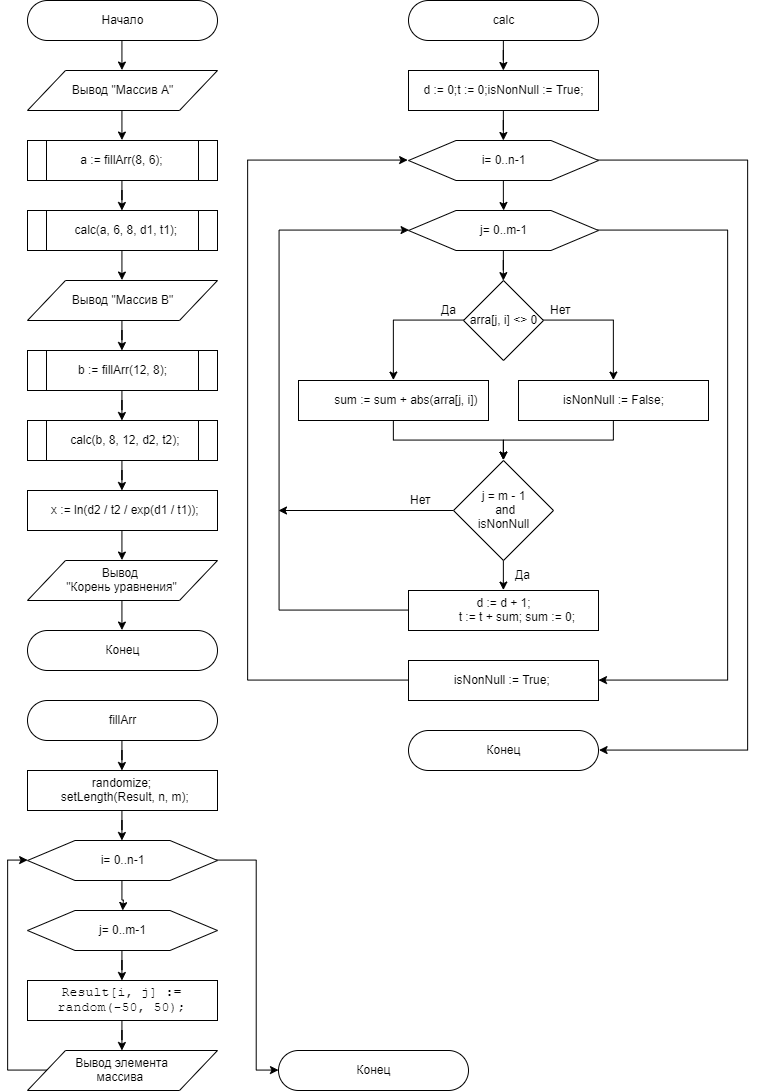 Начало
Вывод "Массив А"
a := fillArr(8, 6);
calc(a, 6, 8, d1, t1);
Вывод "Массив В"
b := fillArr(12, 8);
calc(b, 8, 12, d2, t2);
x := ln(d2 / t2 / exp(d1 / t1));
Вывод
"Корень уравнения"
Конец
fillArr
randomize;
setLength(Result, n, m);
i= 0..n-1
j= 0..m-1
Result[i, j] :=
random(-50, 50);
Вывод элемента
массива
Конец
calc
d := 0;t := 0;isNonNull := True;
i= 0..n-1
j= 0..m-1
Да
arra[j, i] <> 0
Нет
sum := sum + abs(arra[j, i])
isNonNull := False;
Нет
j = m - 1
and
isNonNull
Да
d := d + 1;
t := t + sum; sum := 0;
isNonNull := True;
Конец